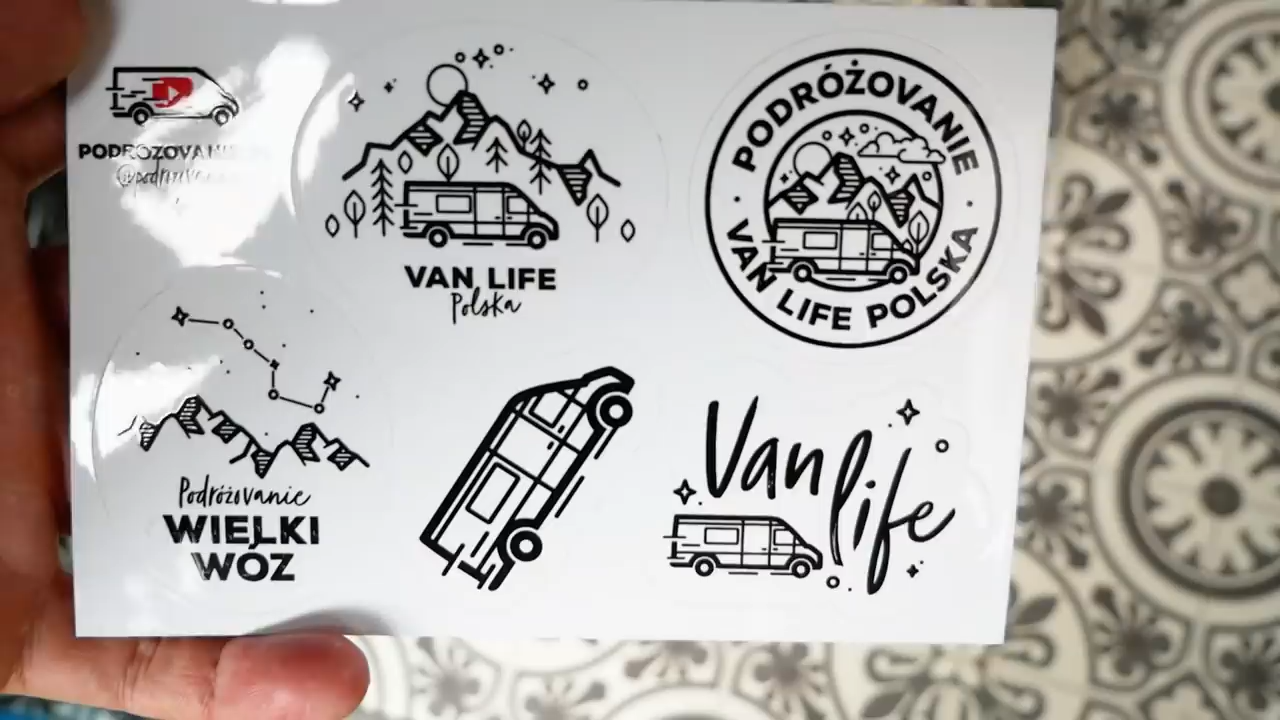 PODRÓŻOVANIE
VAN LIFE
Polska
PODRÓŻOVANIE
· VAN LIFE POLSKA ·
Podróżovanie
WIELKI
WÓZ
Van
life